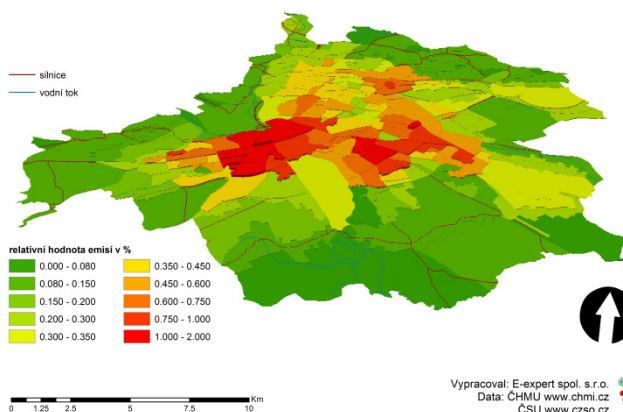 silnice
vodní tok
relativní hodnota emisí v %
0.000 - 0.080
0.080 - 0.150
0.150 - 0.200
0.200 - 0.300
0.300 - 0.350
0.350 - 0.450
0.450 - 0.600
0.600 - 0.750
0.750 - 1.000
1.000 - 2.000
0 1.25 2.5 5 7.5 10 Km
Vypracoval: E-expert spol. s.r.o.
Data: ČHMU www.chmi.cz
ČSU www.czso.cz